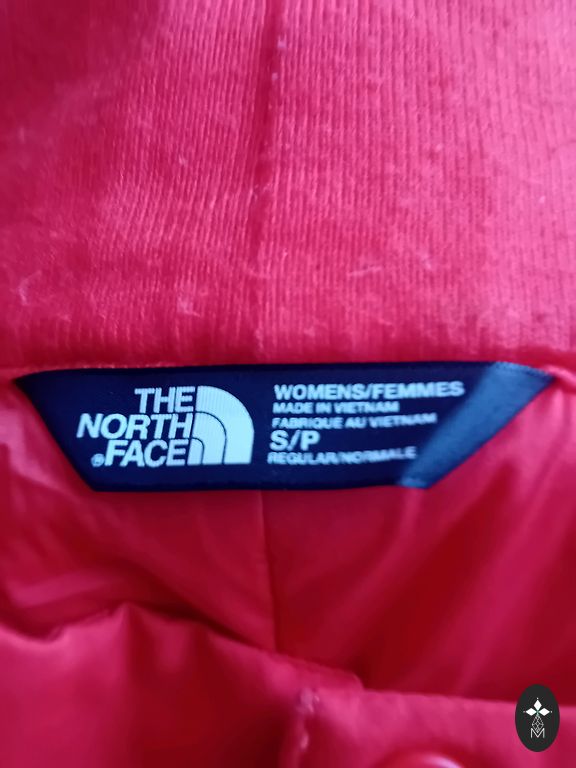 THE
NORTH
®FACE
WOMENS/FEMMES
MADE IN VIETNAM
FABRIQUE AU VIETNAM
S/P
REGULAR/NORMALE
M